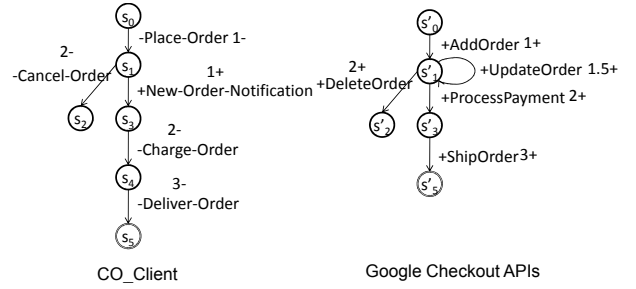 s0
-Place-Order 1-
2-
-Cancel-Order
s1
1+
+New-Order-Notification
s2
s3
2-
-Charge-Order
s4
3-
-Deliver-Order
s5
CO_Client
s'0
+AddOrder 1+
2+
+DeleteOrder
s'1
+UpdateOrder 1.5+
+ProcessPayment 2+
s'2
s'3
+ShipOrder3+
s'5
Google Checkout APIs